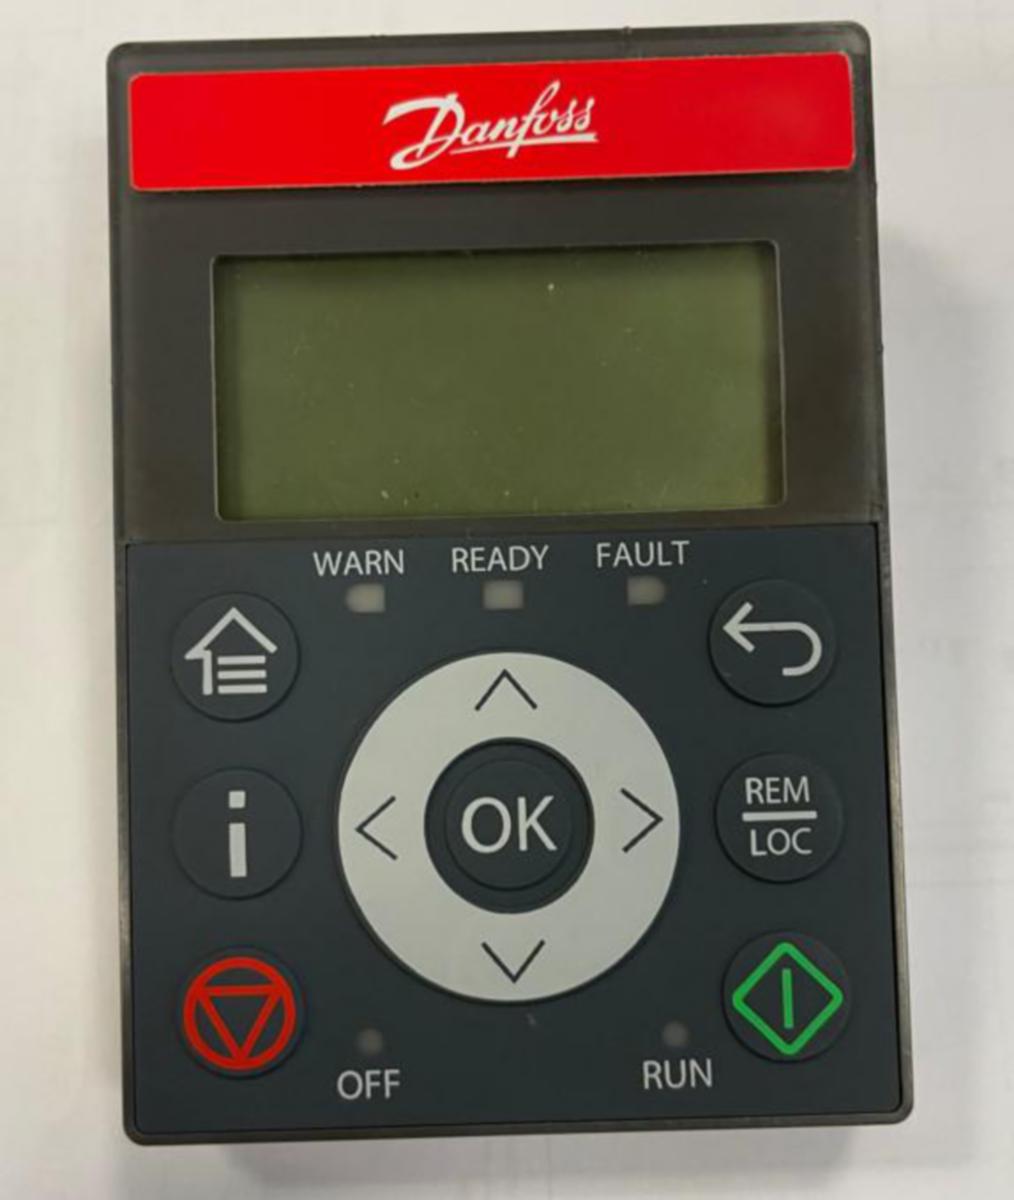 Danfoss
WARN READY FAULT
i
OK
REM
LOC
OFF
RUN